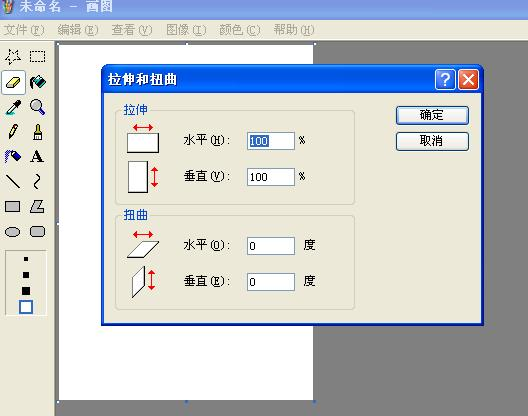 未命名 - 画图
文件(F) 编辑(E) 查看(V) 图像(I) 颜色(C) 帮助(H)
拉伸和扭曲
拉伸
水平(H): 100 %
垂直(V): 100 %
扭曲
水平(O): 0 度
垂直(E): 0 度
确定
取消
A